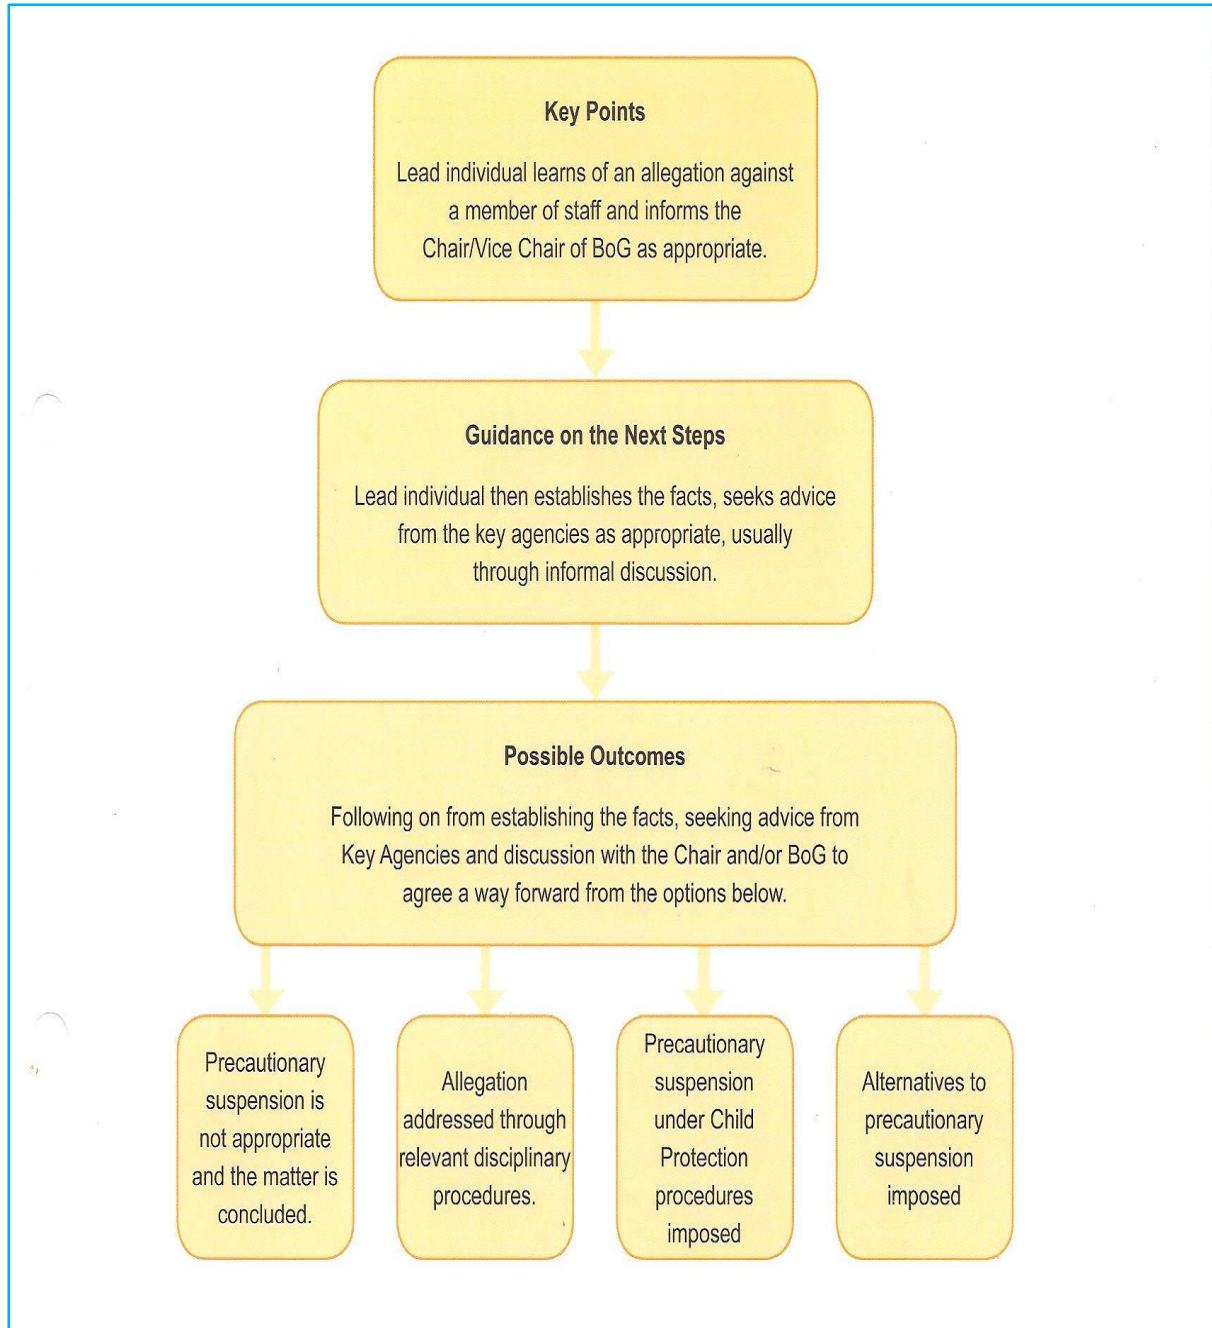 Key Points
Lead individual learns of an allegation against
a member of staff and informs the
Chair/Vice Chair of BoG as appropriate.
Guidance on the Next Steps
Lead individual then establishes the facts, seeks advice
from the key agencies as appropriate, usually
through informal discussion.
Possible Outcomes
Following on from establishing the facts, seeking advice from
Key Agencies and discussion with the Chair and/or BoG to
agree a way forward from the options below.
Precautionary
suspension is
not appropriate
and the matter is
concluded.
Allegation
addressed through
relevant disciplinary
procedures.
Precautionary
suspension
under Child
Protection
procedures
imposed
Alternatives to
precautionary
suspension
imposed